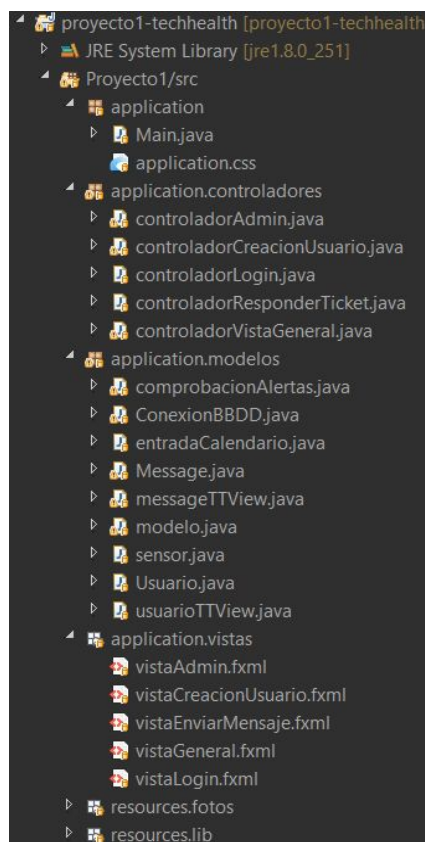 proyecto1-techhealth [proyecto1-techhealth
JRE System Library [jre1.8.0_251]
Proyecto1/src
application
Main.java
application.css
application.controladores
controladorAdmin.java
controladorCreacionUsuario.java
controladorLogin.java
controladorResponderTicket.java
controladorVistaGeneral.java
application.modelos
comprobacionAlertas.java
ConexionBBDD.java
entradaCalendario.java
Message.java
messageTTView.java
modelo.java
sensor.java
Usuario.java
usuarioTTView.java
application.vistas
vistaAdmin.fxml
vistaCreacionUsuario.fxml
vistaEnviarMensaje.fxml
vistaGeneral.fxml
vistaLogin.fxml
resources.fotos
resources.lib